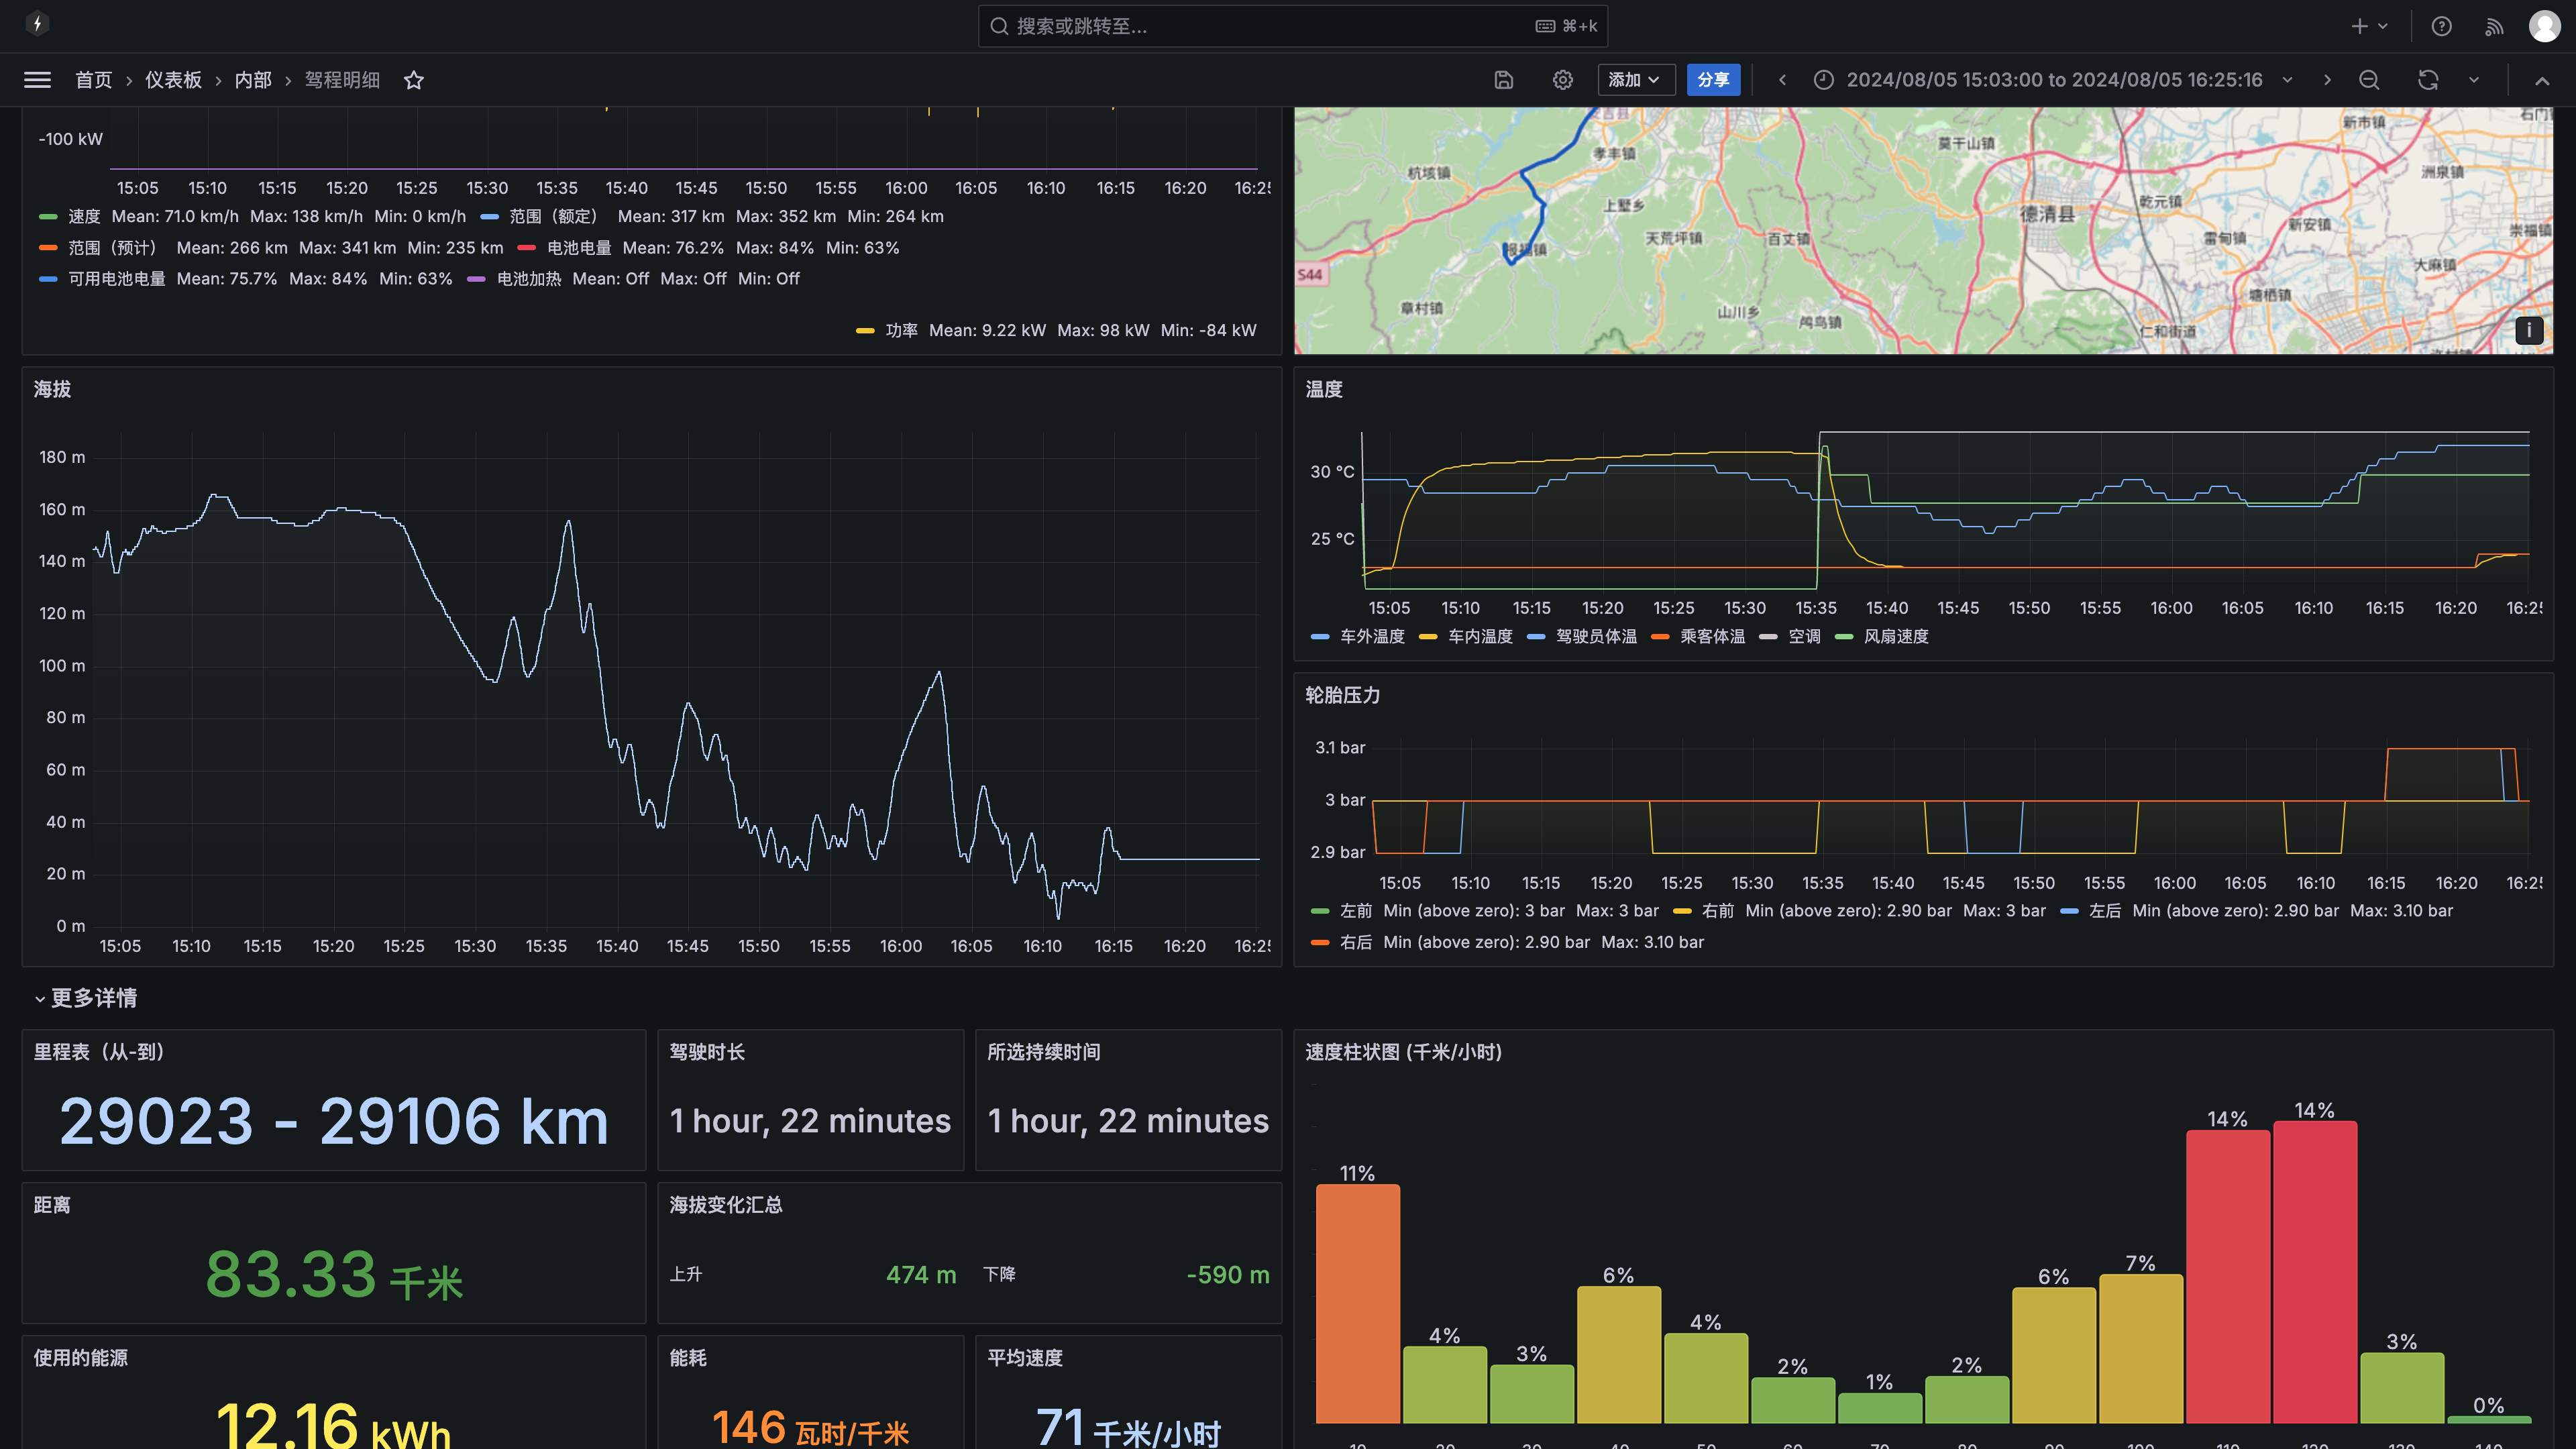 搜索或跳转至...
⌘+k
首页 › 仪表板 › 内部 › 驾程明细
添加
分享
2024/08/05 15:03:00 to 2024/08/05 16:25:16
-100 kW
15:05 15:10 15:15 15:20 15:25 15:30 15:35 15:40 15:45 15:50 15:55 16:00 16:05 16:10 16:15 16:20 16:25
速度 Mean: 71.0 km/h Max: 138 km/h Min: 0 km/h 范围（额定） Mean: 317 km Max: 352 km Min: 264 km
范围（预计） Mean: 266 km Max: 341 km Min: 235 km 电池电量 Mean: 76.2% Max: 84% Min: 63%
可用电池电量 Mean: 75.7% Max: 84% Min: 63% 电池加热 Mean: Off Max: Off Min: Off
功率 Mean: 9.22 kW Max: 98 kW Min: -84 kW
新市镇
孝丰镇
莫干山镇
杭垓镇
洲泉镇
上墅乡
德清县
乾元镇
新安镇
崇福镇
天荒坪镇
百丈镇
雷甸镇
报福镇
大麻镇
S44
塘栖镇
章村镇
山川乡
鸬鸟镇
仁和街道
i
海拔
180 m
160 m
140 m
120 m
100 m
80 m
60 m
40 m
20 m
0 m
15:05 15:10 15:15 15:20 15:25 15:30 15:35 15:40 15:45 15:50 15:55 16:00 16:05 16:10 16:15 16:20 16:25
温度
30 °C
25 °C
15:05 15:10 15:15 15:20 15:25 15:30 15:35 15:40 15:45 15:50 15:55 16:00 16:05 16:10 16:15 16:20 16:25
车外温度 车内温度 驾驶员体温 乘客体温 空调 风扇速度
轮胎压力
3.1 bar
3 bar
2.9 bar
15:05 15:10 15:15 15:20 15:25 15:30 15:35 15:40 15:45 15:50 15:55 16:00 16:05 16:10 16:15 16:20 16:25
左前 Min (above zero): 3 bar Max: 3 bar 右前 Min (above zero): 2.90 bar Max: 3 bar 左后 Min (above zero): 2.90 bar Max: 3.10 bar
右后 Min (above zero): 2.90 bar Max: 3.10 bar
更多详情
里程表（从-到）
29023 - 29106 km
驾驶时长
1 hour, 22 minutes
所选持续时间
1 hour, 22 minutes
距离
83.33 千米
海拔变化汇总
上升 474 m 下降 -590 m
使用的能源
12.16 kWh
能耗
146 瓦时/千米
平均速度
71 千米/小时
速度柱状图 (千米/小时)
11% 4% 3% 6% 4% 2% 1% 2% 6% 7% 14% 14% 3% 0%
10 20 30 40 50 60 70 80 90 100 110 120 130 140